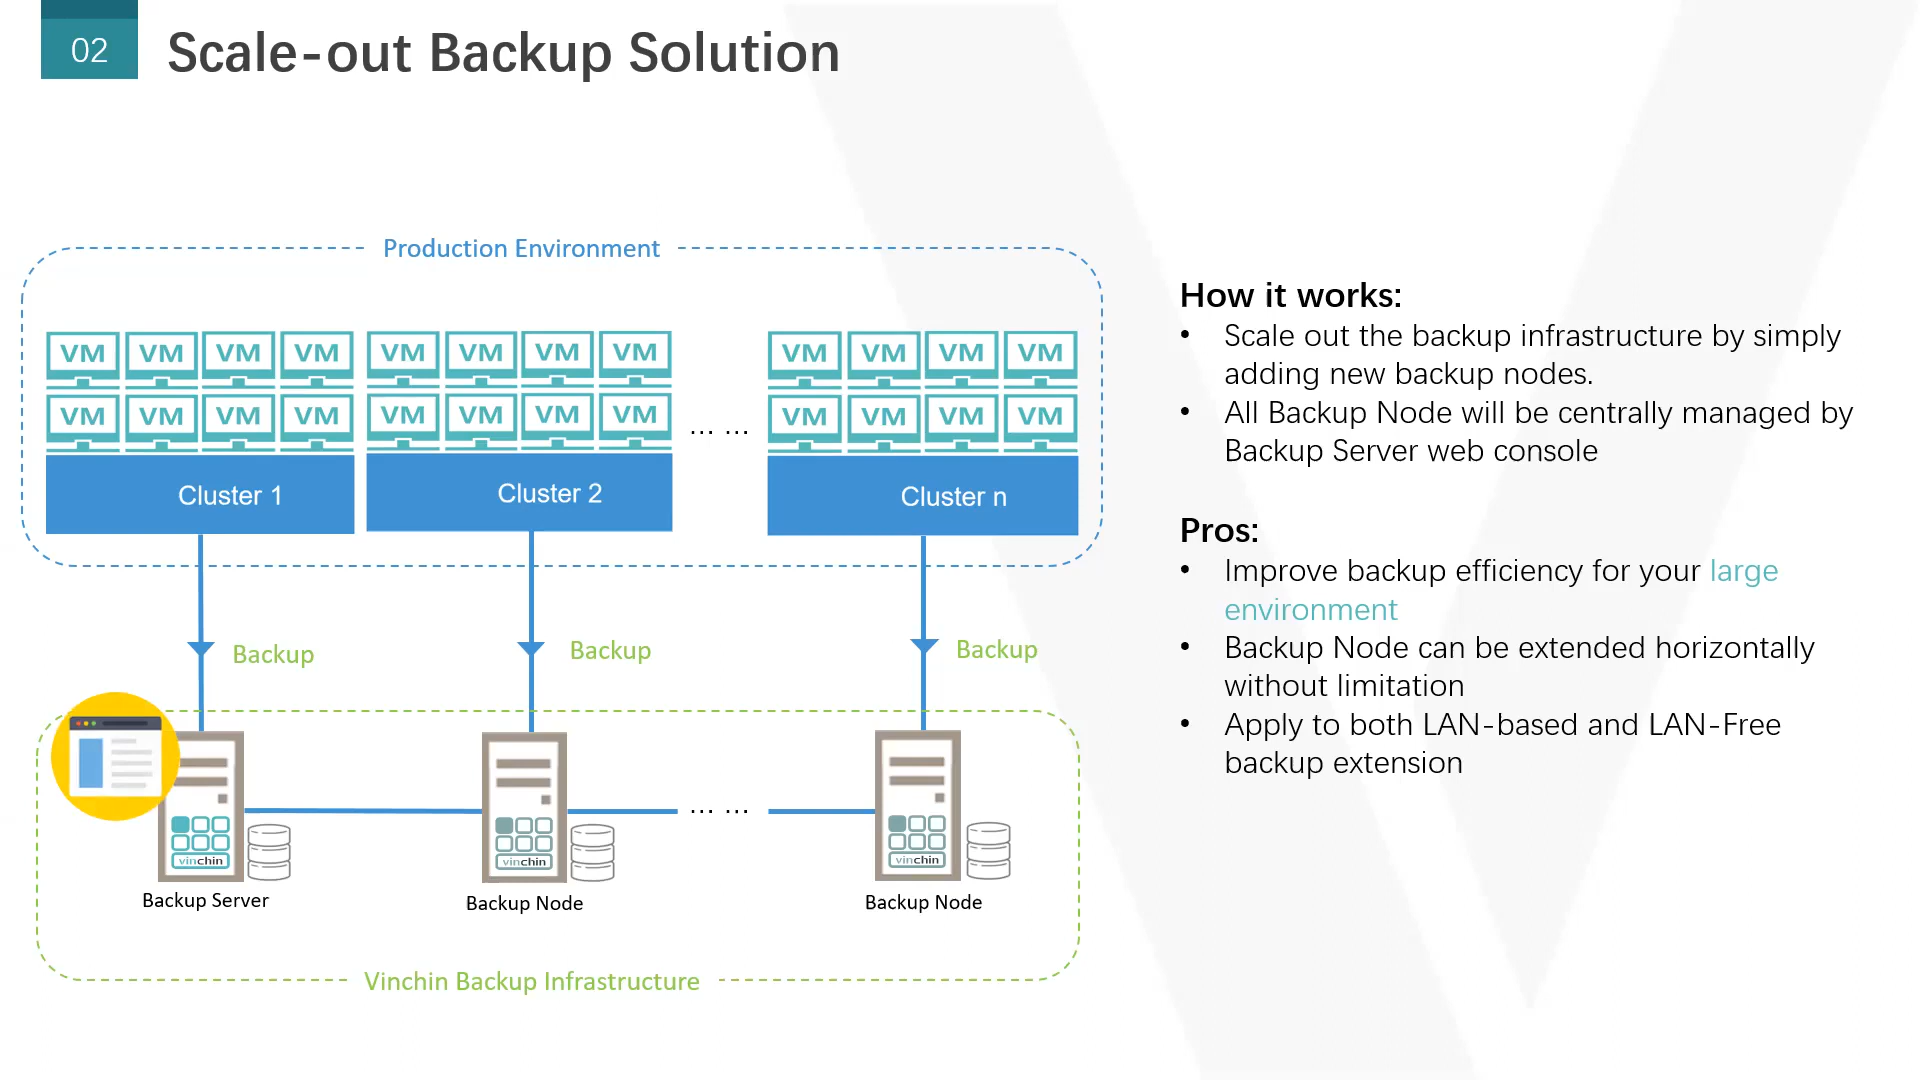 02
Scale-out Backup Solution
Production Environment
VM VM VM VM VM VM VM VM VM VM VM VM
VM VM VM VM VM VM VM VM ... ... VM VM VM VM
Cluster 1 Cluster 2 Cluster n
Backup Backup Backup
... ...
vinchin vinchin vinchin
Backup Server Backup Node Backup Node
Vinchin Backup Infrastructure
How it works:
• Scale out the backup infrastructure by simply
adding new backup nodes.
• All Backup Node will be centrally managed by
Backup Server web console
Pros:
• Improve backup efficiency for your large
environment
• Backup Node can be extended horizontally
without limitation
• Apply to both LAN-based and LAN-Free
backup extension